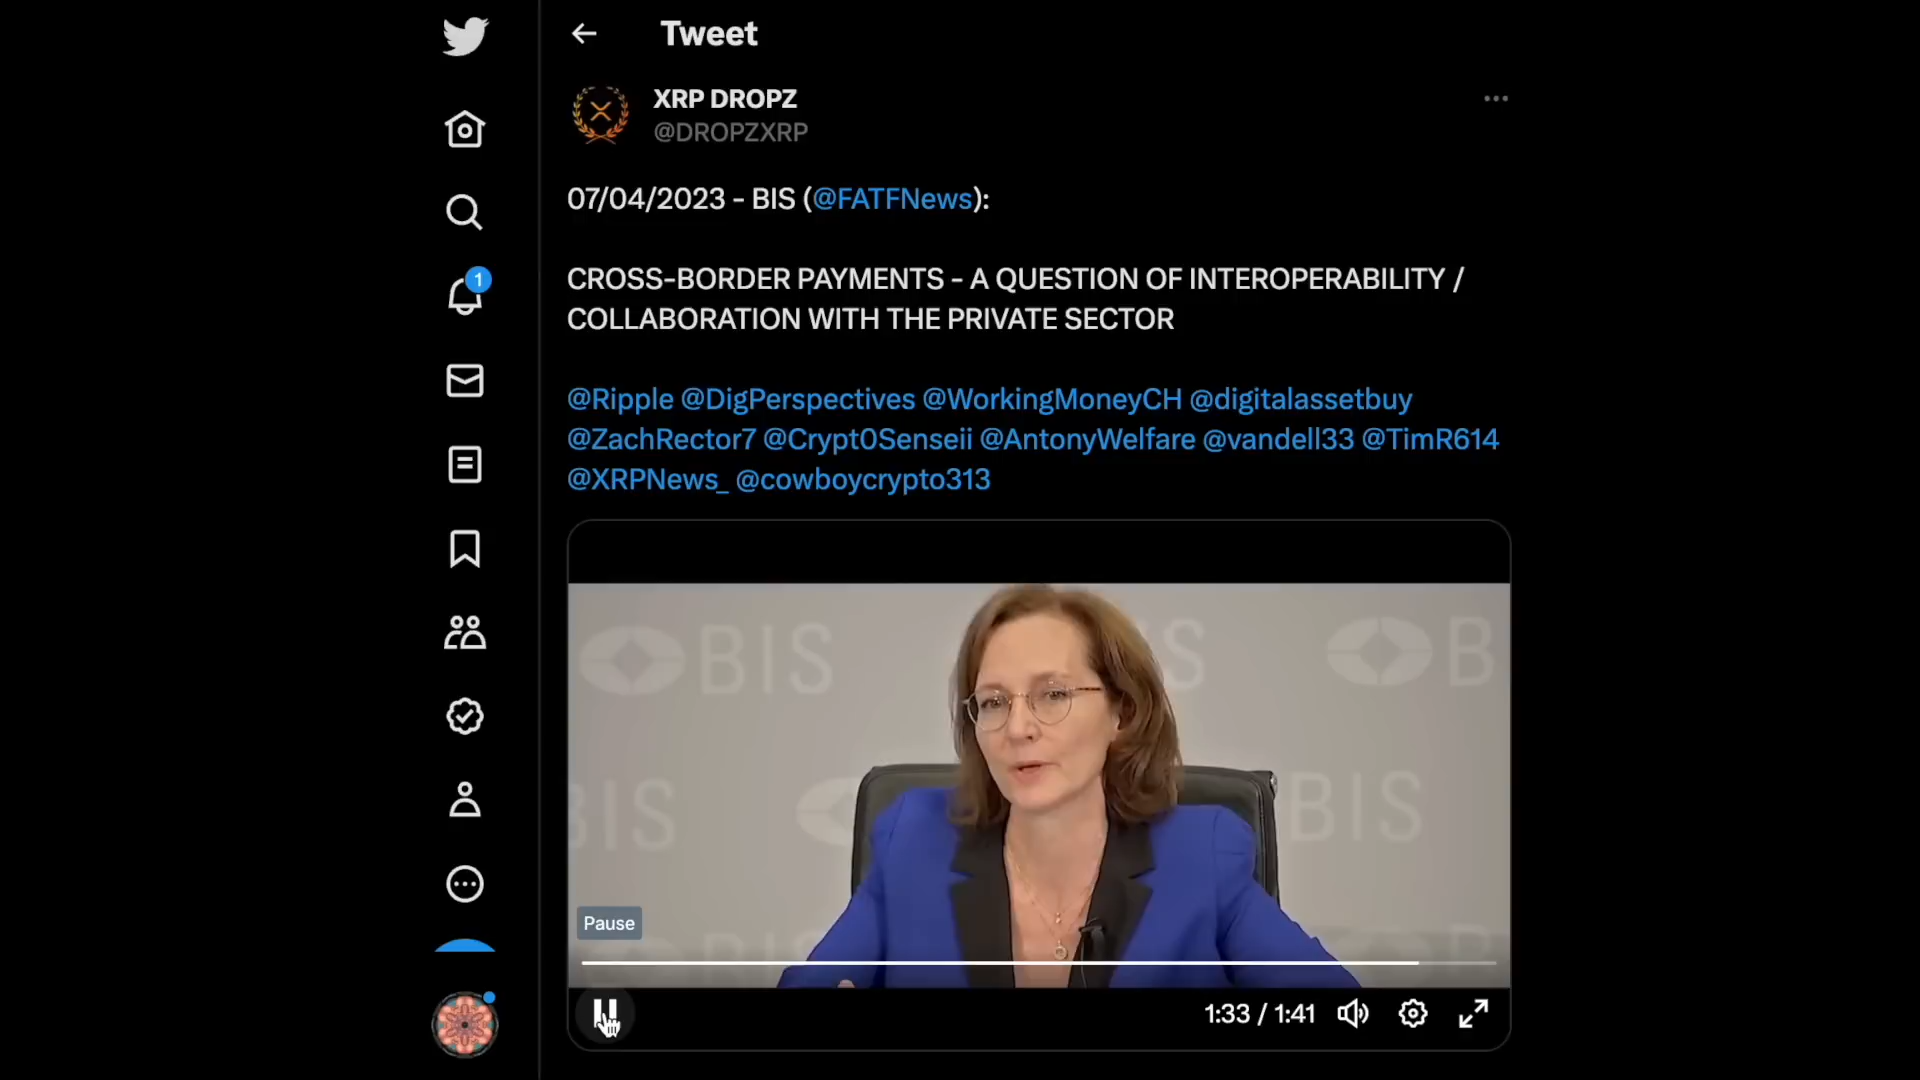 Tweet
XRP DROPZ
@DROPZXRP
07/04/2023 - BIS (@FATFNews):
CROSS-BORDER PAYMENTS - A QUESTION OF INTEROPERABILITY /
COLLABORATION WITH THE PRIVATE SECTOR
@Ripple @DigPerspectives @WorkingMoneyCH @digitalassetbuy
@ZachRector7 @Crypt0Senseii @AntonyWelfare @vandell33 @TimR614
@XRPNews_ @cowboycrypto313
1
BIS
IS
B
BIS
BIS
Pause
1:33 / 1:41